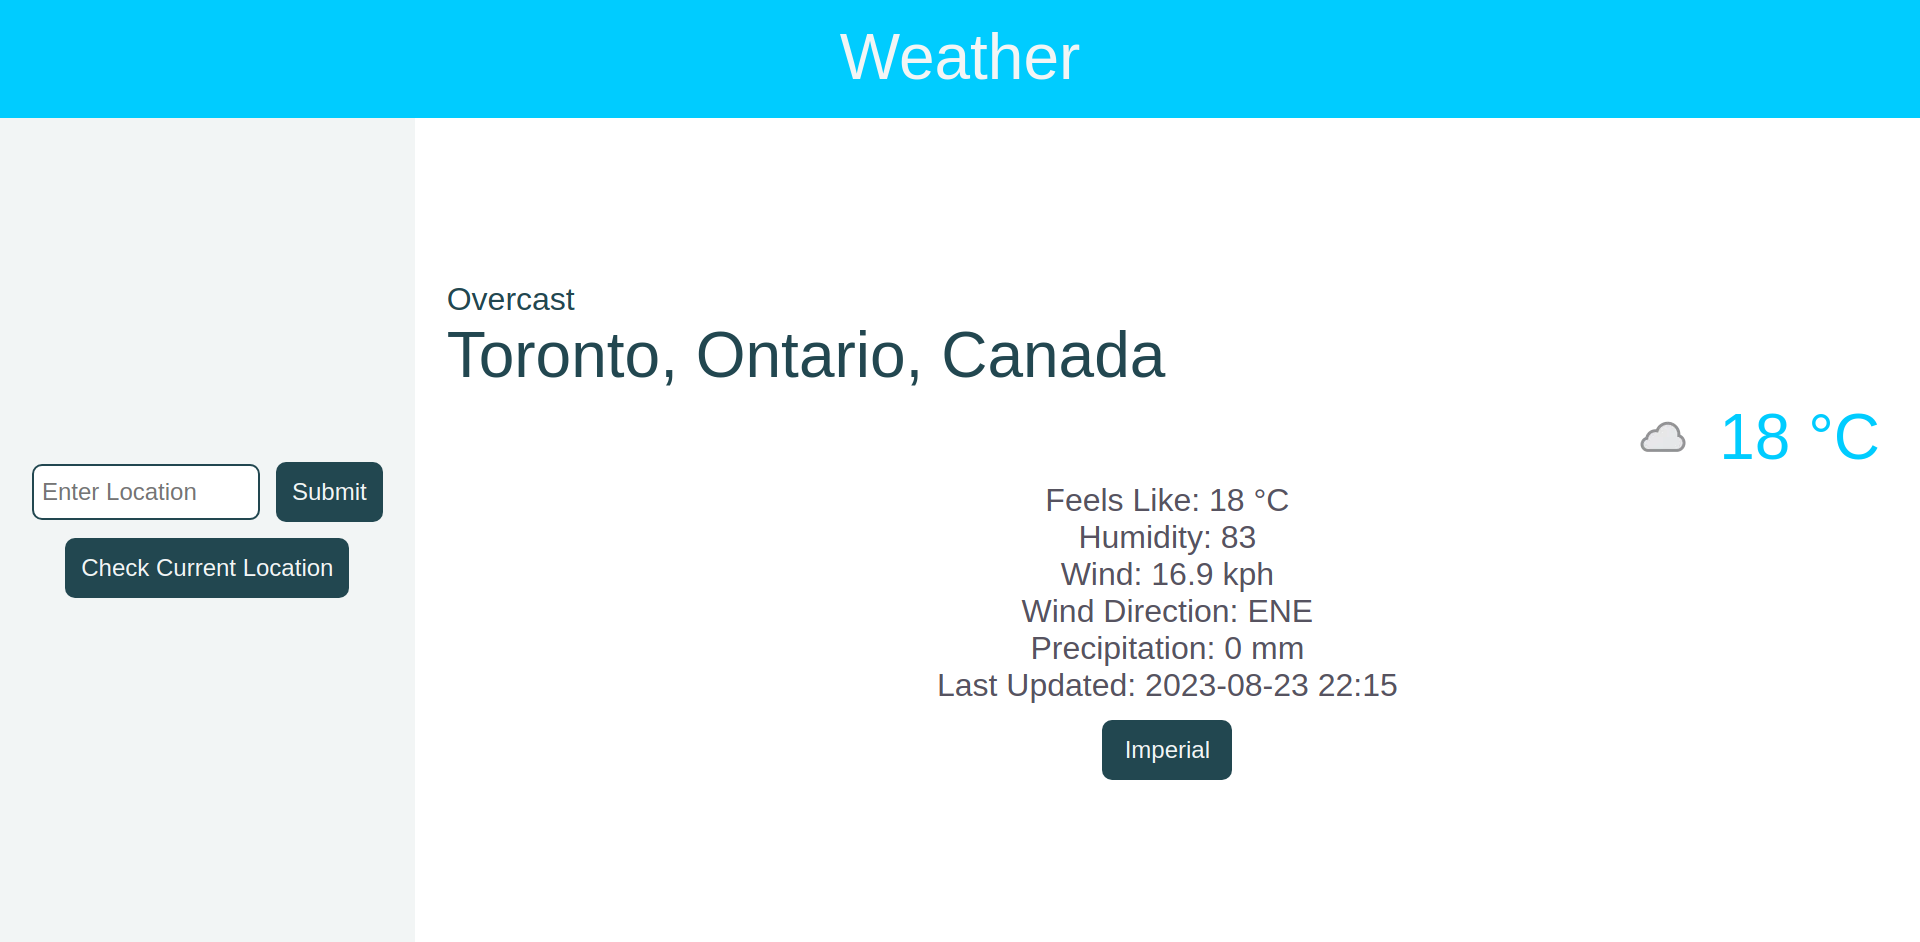 Weather
Enter Location
Submit
Check Current Location
Overcast
Toronto, Ontario, Canada
18 °C
Feels Like: 18 °C
Humidity: 83
Wind: 16.9 kph
Wind Direction: ENE
Precipitation: 0 mm
Last Updated: 2023-08-23 22:15
Imperial